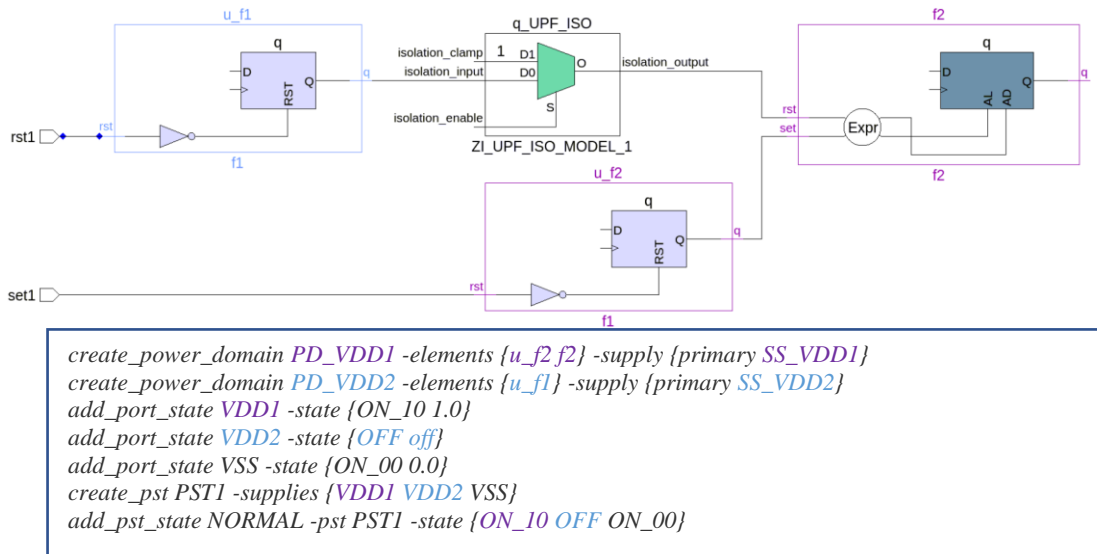 u_f1
q
D
Q
RST
q
rst1
rst
f1
q_UPF_ISO
isolation_clamp
1
D1
isolation_input
D0
O
isolation_output
S
isolation_enable
ZI_UPF_ISO_MODEL_1
f2
q
D
Q
q
AL
AD
rst
set
Expr
f2
u_f2
q
D
Q
RST
q
set1
rst
f1
create_power_domain PD_VDD1 -elements {u_f2 f2} -supply {primary SS_VDD1}
create_power_domain PD_VDD2 -elements {u_f1} -supply {primary SS_VDD2}
add_port_state VDD1 -state {ON_10 1.0}
add_port_state VDD2 -state {OFF off}
add_port_state VSS -state {ON_00 0.0}
create_pst PST1 -supplies {VDD1 VDD2 VSS}
add_pst_state NORMAL -pst PST1 -state {ON_10 OFF ON_00}